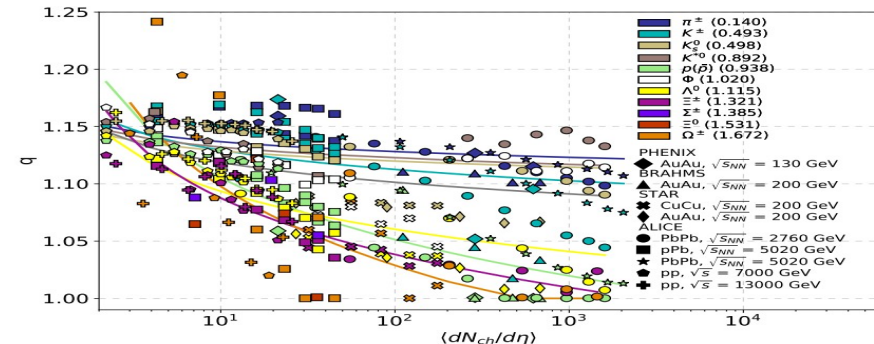 1.25
1.20
1.15
1.10
1.05
1.00
q
10¹
10²
10³
10⁴
⟨dN_ch/dη⟩
π± (0.140)
K± (0.493)
K⁰ₛ (0.498)
K*⁰ (0.892)
p(p̄) (0.938)
Φ (1.020)
Λ⁰ (1.115)
Ξ± (1.321)
Σ± (1.385)
Ξ⁰ (1.531)
Ω± (1.672)
PHENIX
AuAu, √s_NN = 130 GeV
BRAHMS
AuAu, √s_NN = 200 GeV
STAR
CuCu, √s_NN = 200 GeV
AuAu, √s_NN = 200 GeV
ALICE
PbPb, √s_NN = 2760 GeV
pPb, √s_NN = 5020 GeV
PbPb, √s_NN = 5020 GeV
pp, √s = 7000 GeV
pp, √s = 13000 GeV